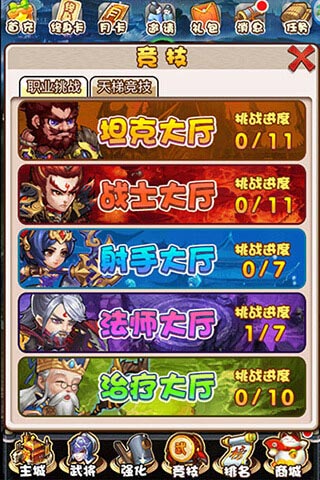 首充 终身卡 月卡 邀请 礼包 消息 任务
竞技
职业挑战 天梯竞技
坦克大厅 挑战进度
0/11
战士大厅 挑战进度
0/11
射手大厅 挑战进度
0/7
法师大厅 挑战进度
1/7
治疗大厅 挑战进度
0/10
主城 武将 强化 竞技 排名 商城